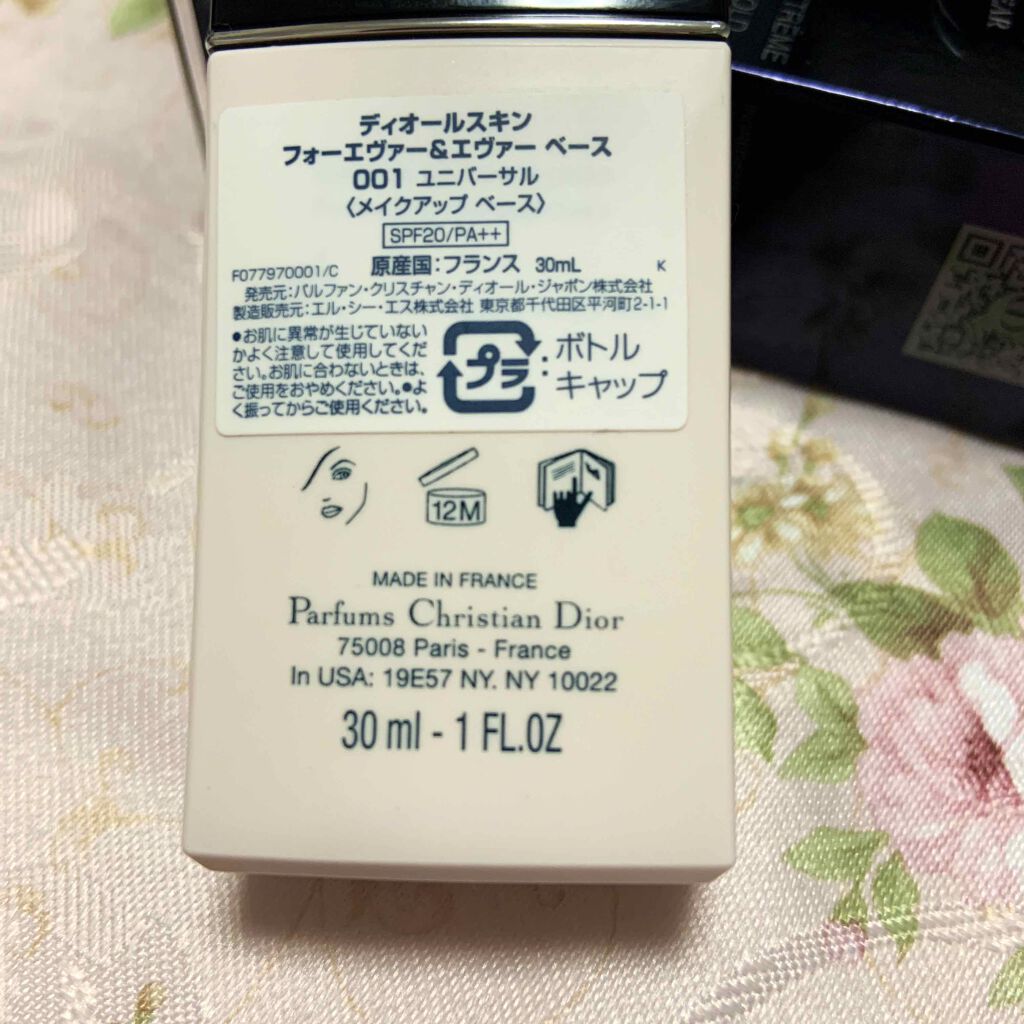 ディオールスキン
フォーエヴァー&エヴァー ベース
001 ユニバーサル
〈メイクアップ ベース〉
SPF20/PA++
F077970001/C 原産国:フランス 30mL K
発売元:パルファン・クリスチャン・ディオール・ジャポン株式会社
製造販売元:エル・シー・エス株式会社 東京都千代田区平河町2-1-1
●お肌に異常が生じていない
かよく注意して使用してくだ
さい。お肌に合わないときは、
ご使用をおやめください。●よ
く振ってからご使用ください。
プラ:ボトル
キャップ
12M
MADE IN FRANCE
Parfums Christian Dior
75008 Paris - France
In USA: 19E57 NY. NY 10022
30 ml - 1 FL.OZ
TRÊME